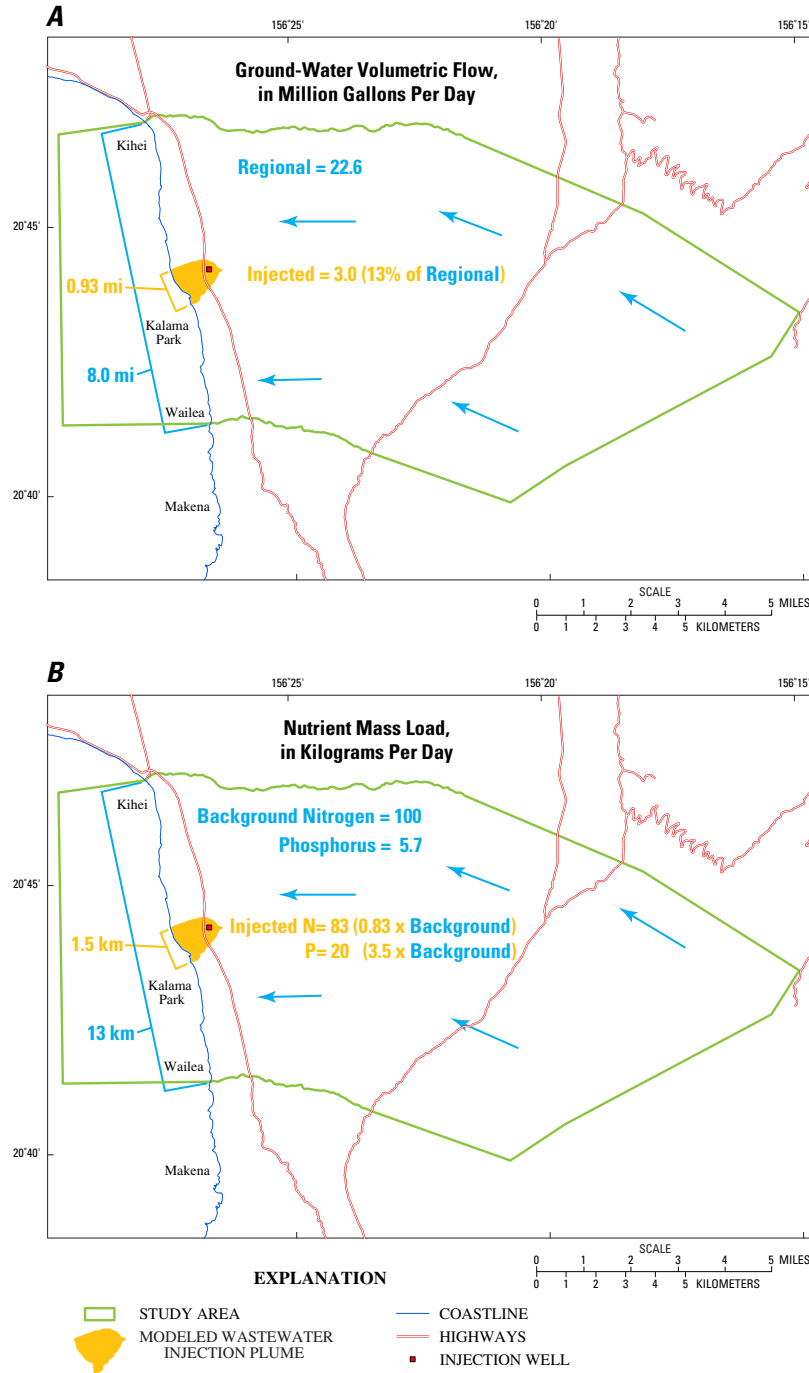 A
156˚25'
156˚20'
156˚15'
Ground-Water Volumetric Flow,
in Million Gallons Per Day
Kihei
Regional = 22.6
20˚45'
Injected = 3.0 (13% of Regional)
0.93 mi
Kalama
Park
8.0 mi
Wailea
20˚40'
Makena
SCALE
0 1 2 3 4 5 MILES
0 1 2 3 4 5 KILOMETERS
B
156˚25'
156˚20'
156˚15'
Nutrient Mass Load,
in Kilograms Per Day
Kihei
Background Nitrogen = 100
Phosphorus = 5.7
20˚45'
Injected N= 83 (0.83 x Background)
P= 20 (3.5 x Background)
1.5 km
Kalama
Park
13 km
Wailea
20˚40'
Makena
SCALE
0 1 2 3 4 5 MILES
0 1 2 3 4 5 KILOMETERS
EXPLANATION
STUDY AREA
MODELED WASTEWATER
INJECTION PLUME
COASTLINE
HIGHWAYS
INJECTION WELL